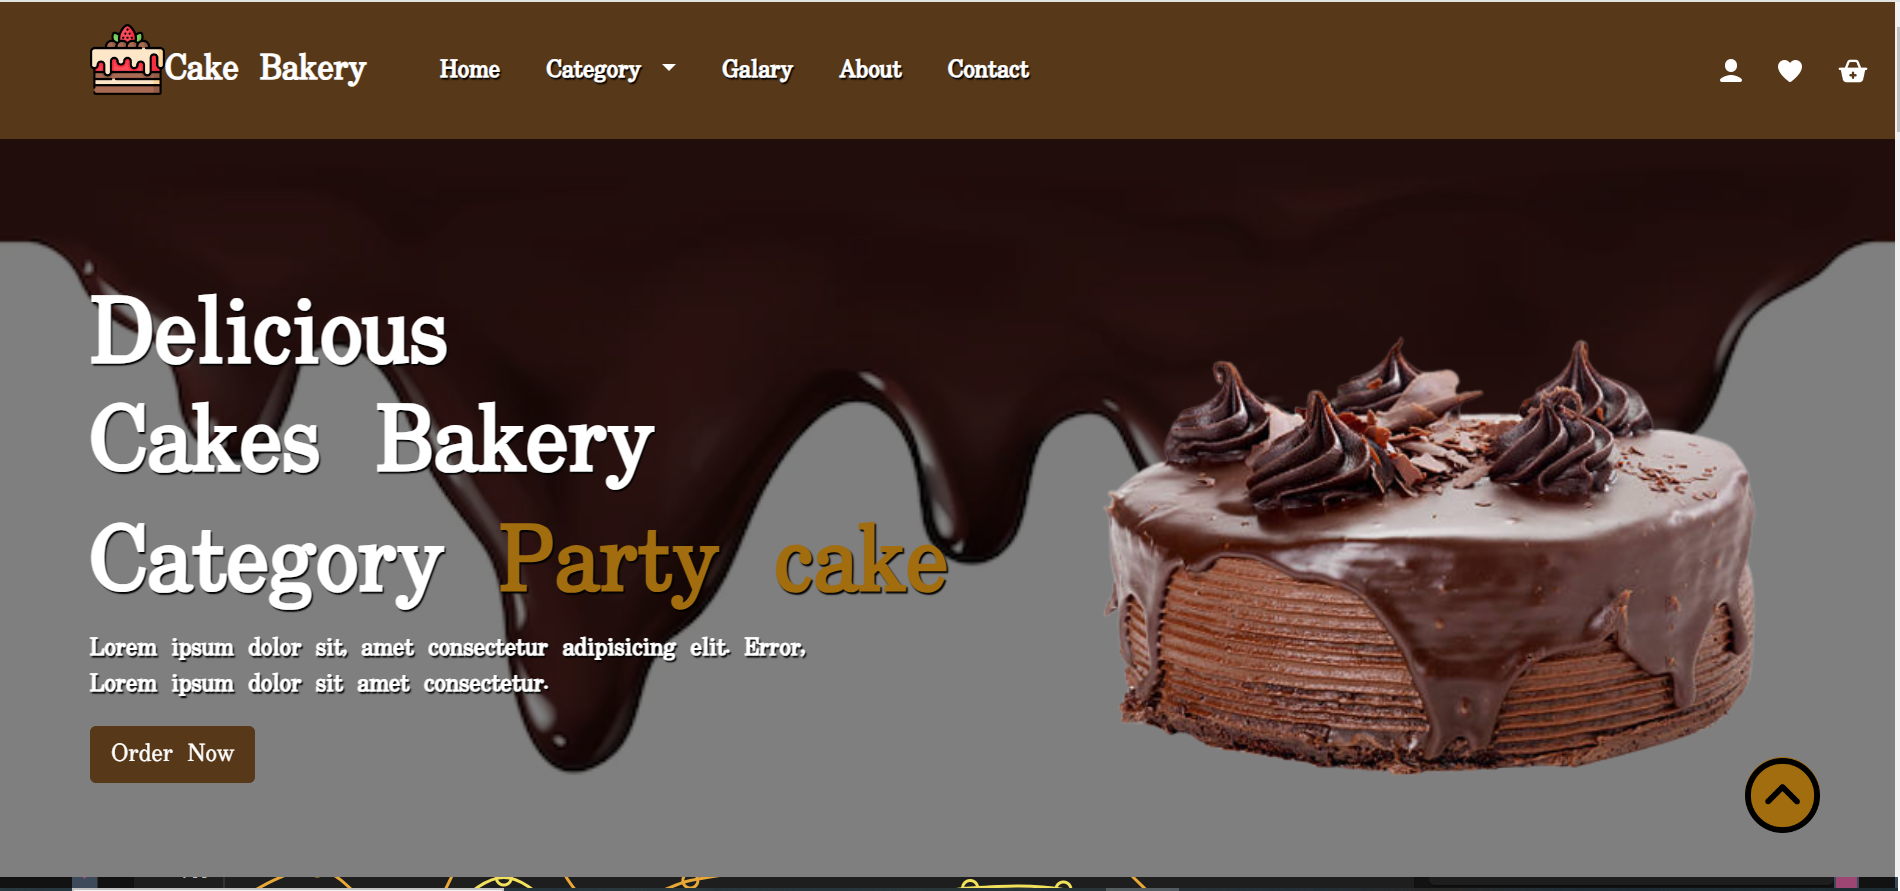 Cake Bakery
Home Category Galary About Contact
Delicious
Cakes Bakery
Category Party cake
Lorem ipsum dolor sit, amet consectetur adipisicing elit. Error,
Lorem ipsum dolor sit amet consectetur.
Order Now